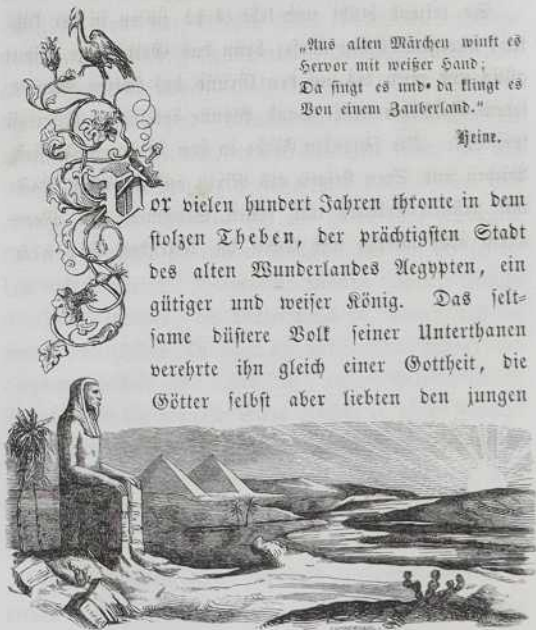 „Aus alten Märchen winkt es
Hervor mit weißer Hand;
Da singt es und da klingt es
Von einem Zauberland.“
Heine.
Vor vielen hundert Jahren thronte in dem
stolzen Theben, der prächtigsten Stadt
des alten Wunderlandes Aegypten, ein
gütiger und weiser König. Das selt-
same düstere Volk seiner Unterthanen
verehrte ihn gleich einer Gottheit, die
Götter selbst aber liebten den jungen